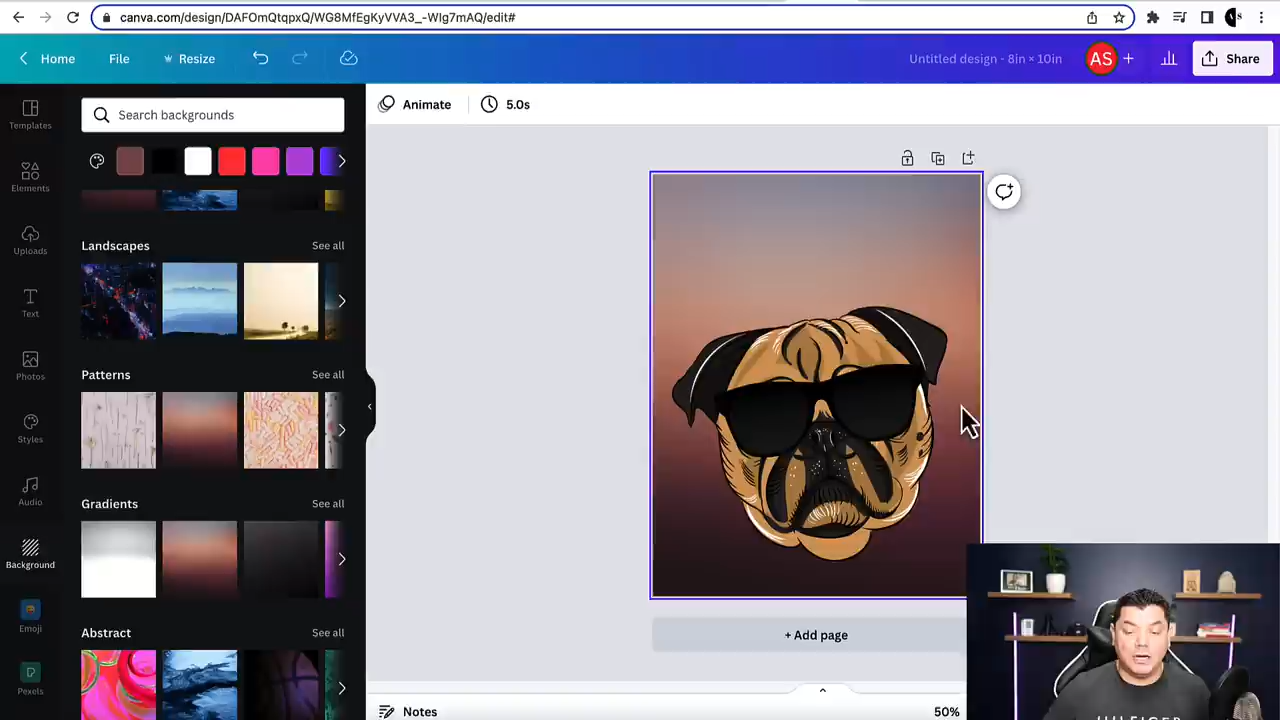 canva.com/design/DAFOmQtqpxQ/WG8MfEgKyVVA3_-WIg7mAQ/edit#
Home
File
Resize
Untitled design - 8in × 10in
AS
Share
Templates
Elements
Uploads
Text
Photos
Styles
Audio
Background
Emoji
Pexels
Search backgrounds
Landscapes
See all
Patterns
See all
Gradients
See all
Abstract
See all
Animate
5.0s
+ Add page
Notes
50%